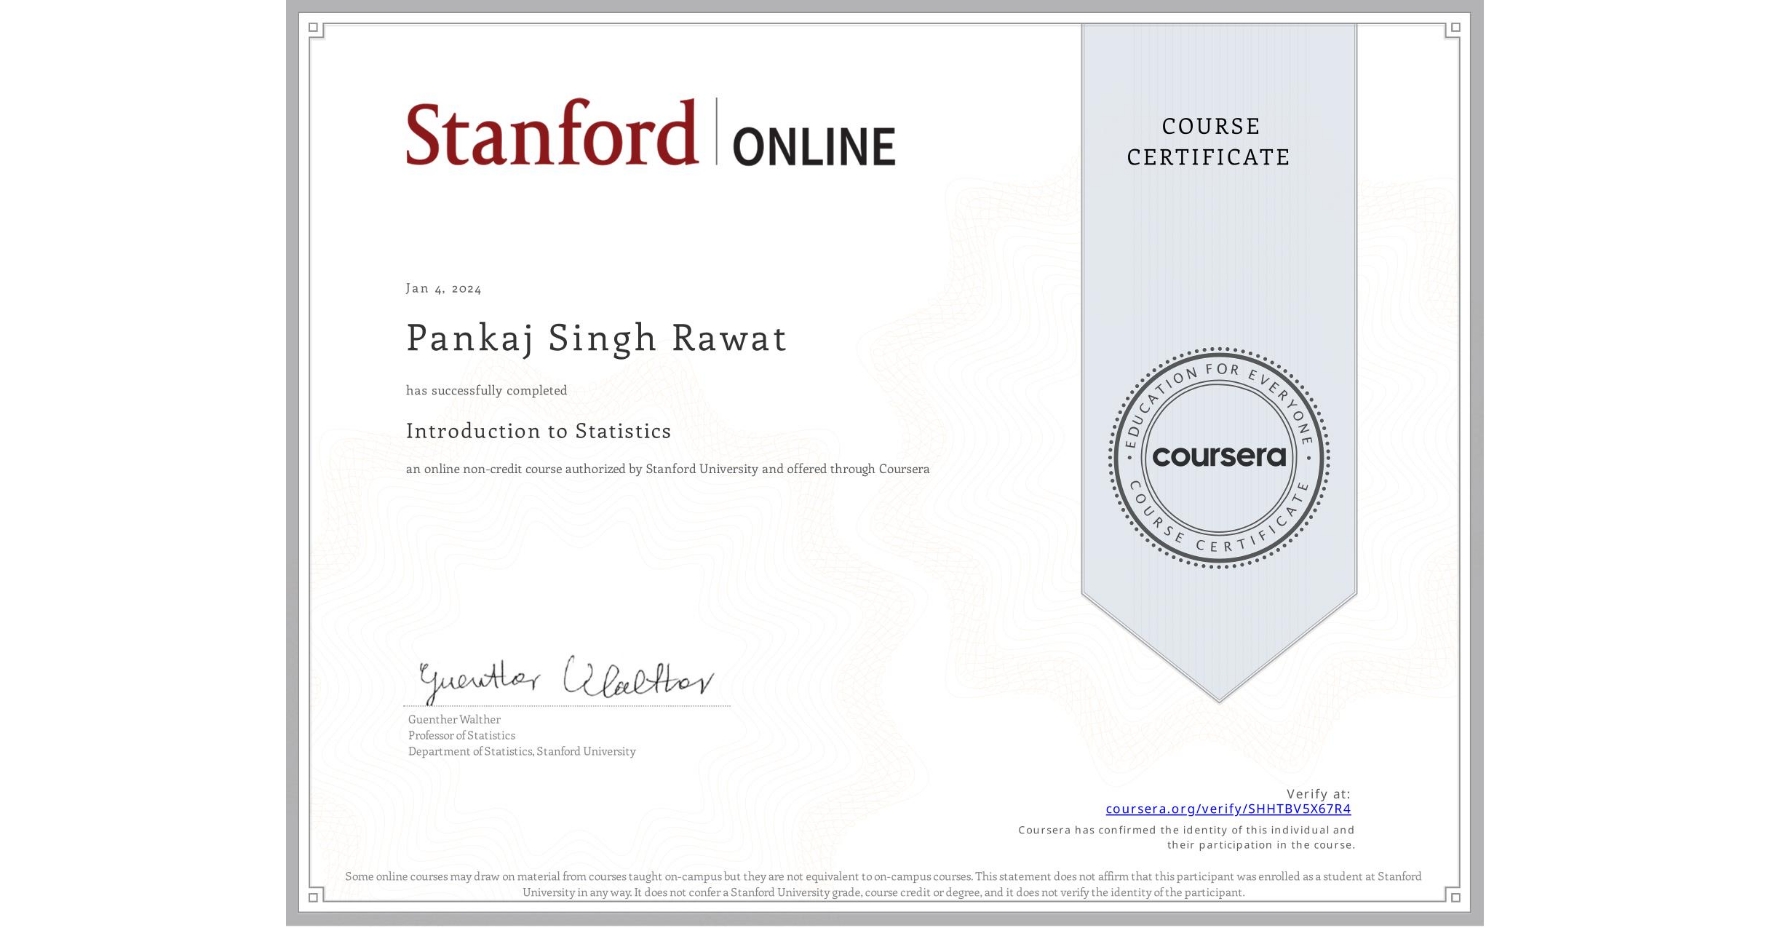 Stanford ONLINE
COURSE
CERTIFICATE
Jan 4, 2024
Pankaj Singh Rawat
has successfully completed
Introduction to Statistics
an online non-credit course authorized by Stanford University and offered through Coursera
EDUCATION FOR EVERYONE
coursera
COURSE CERTIFICATE
Guenther Walther
Guenther Walther
Professor of Statistics
Department of Statistics, Stanford University
Verify at:
coursera.org/verify/SHHTBV5X67R4
Coursera has confirmed the identity of this individual and
their participation in the course.
Some online courses may draw on material from courses taught on-campus but they are not equivalent to on-campus courses. This statement does not affirm that this participant was enrolled as a student at Stanford
University in any way. It does not confer a Stanford University grade, course credit or degree, and it does not verify the identity of the participant.